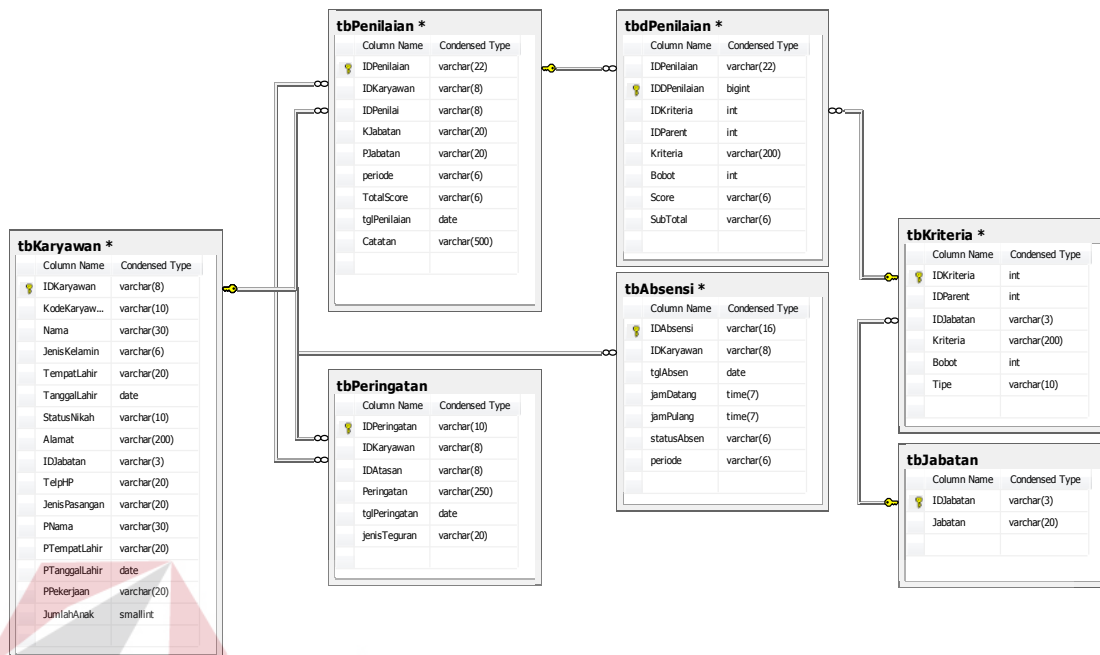 tbPenilaian *
Column Name Condensed Type
IDPenilaian varchar(22)
IDKaryawan varchar(8)
IDPenilai varchar(8)
KJabatan varchar(20)
PJabatan varchar(20)
periode varchar(6)
TotalScore varchar(6)
tglPenilaian date
Catatan varchar(500)
tbdPenilaian *
Column Name Condensed Type
IDPenilaian varchar(22)
IDDPenilaian bigint
IDKriteria int
IDParent int
Kriteria varchar(200)
Bobot int
Score varchar(6)
SubTotal varchar(6)
tbKaryawan *
Column Name Condensed Type
IDKaryawan varchar(8)
KodeKaryaw... varchar(10)
Nama varchar(30)
JenisKelamin varchar(6)
TempatLahir varchar(20)
TanggalLahir date
StatusNikah varchar(10)
Alamat varchar(200)
IDJabatan varchar(3)
TelpHP varchar(20)
JenisPasangan varchar(20)
PNama varchar(30)
PTempatLahir varchar(20)
PTanggalLahir date
PPekerjaan varchar(20)
JumlahAnak smallint
tbPeringatan
Column Name Condensed Type
IDPeringatan varchar(10)
IDKaryawan varchar(8)
IDAtasan varchar(8)
Peringatan varchar(250)
tglPeringatan date
jenisTeguran varchar(20)
tbAbsensi *
Column Name Condensed Type
IDAbsensi varchar(16)
IDKaryawan varchar(8)
tglAbsen date
jamDatang time(7)
jamPulang time(7)
statusAbsen varchar(6)
periode varchar(6)
tbKriteria *
Column Name Condensed Type
IDKriteria int
IDParent int
IDJabatan varchar(3)
Kriteria varchar(200)
Bobot int
Tipe varchar(10)
tbJabatan
Column Name Condensed Type
IDJabatan varchar(3)
Jabatan varchar(20)